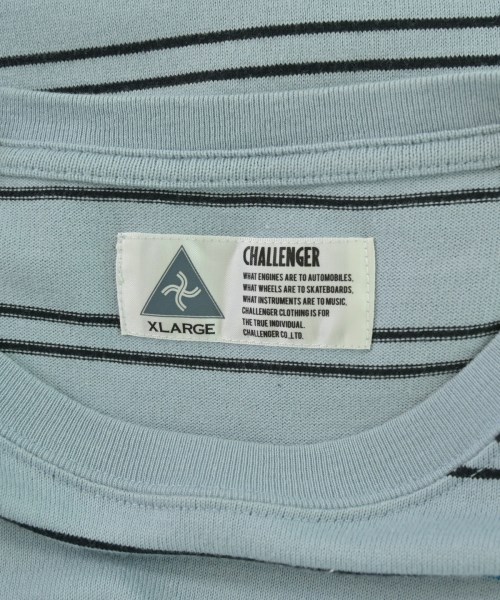 XLARGE
CHALLENGER
WHAT ENGINES ARE TO AUTOMOBILES,
WHAT WHEELS ARE TO SKATEBOARDS,
WHAT INSTRUMENTS ARE TO MUSIC,
CHALLENGER CLOTHING IS FOR
THE TRUE INDIVIDUAL.
CHALLENGER CO.,LTD.